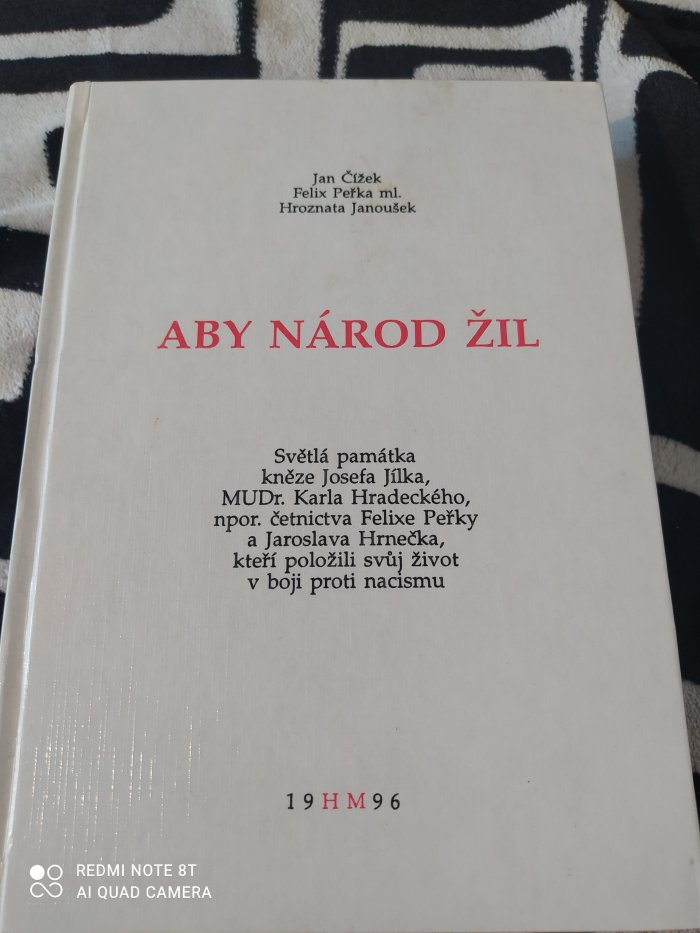 Jan Čížek
Felix Peřka ml.
Hroznata Janoušek
ABY NÁROD ŽIL
Světlá památka
kněze Josefa Jílka,
MUDr. Karla Hradeckého,
npor. četnictva Felixe Peřky
a Jaroslava Hrnečka,
kteří položili svůj život
v boji proti nacismu
19HM96
REDMI NOTE 8T
AI QUAD CAMERA